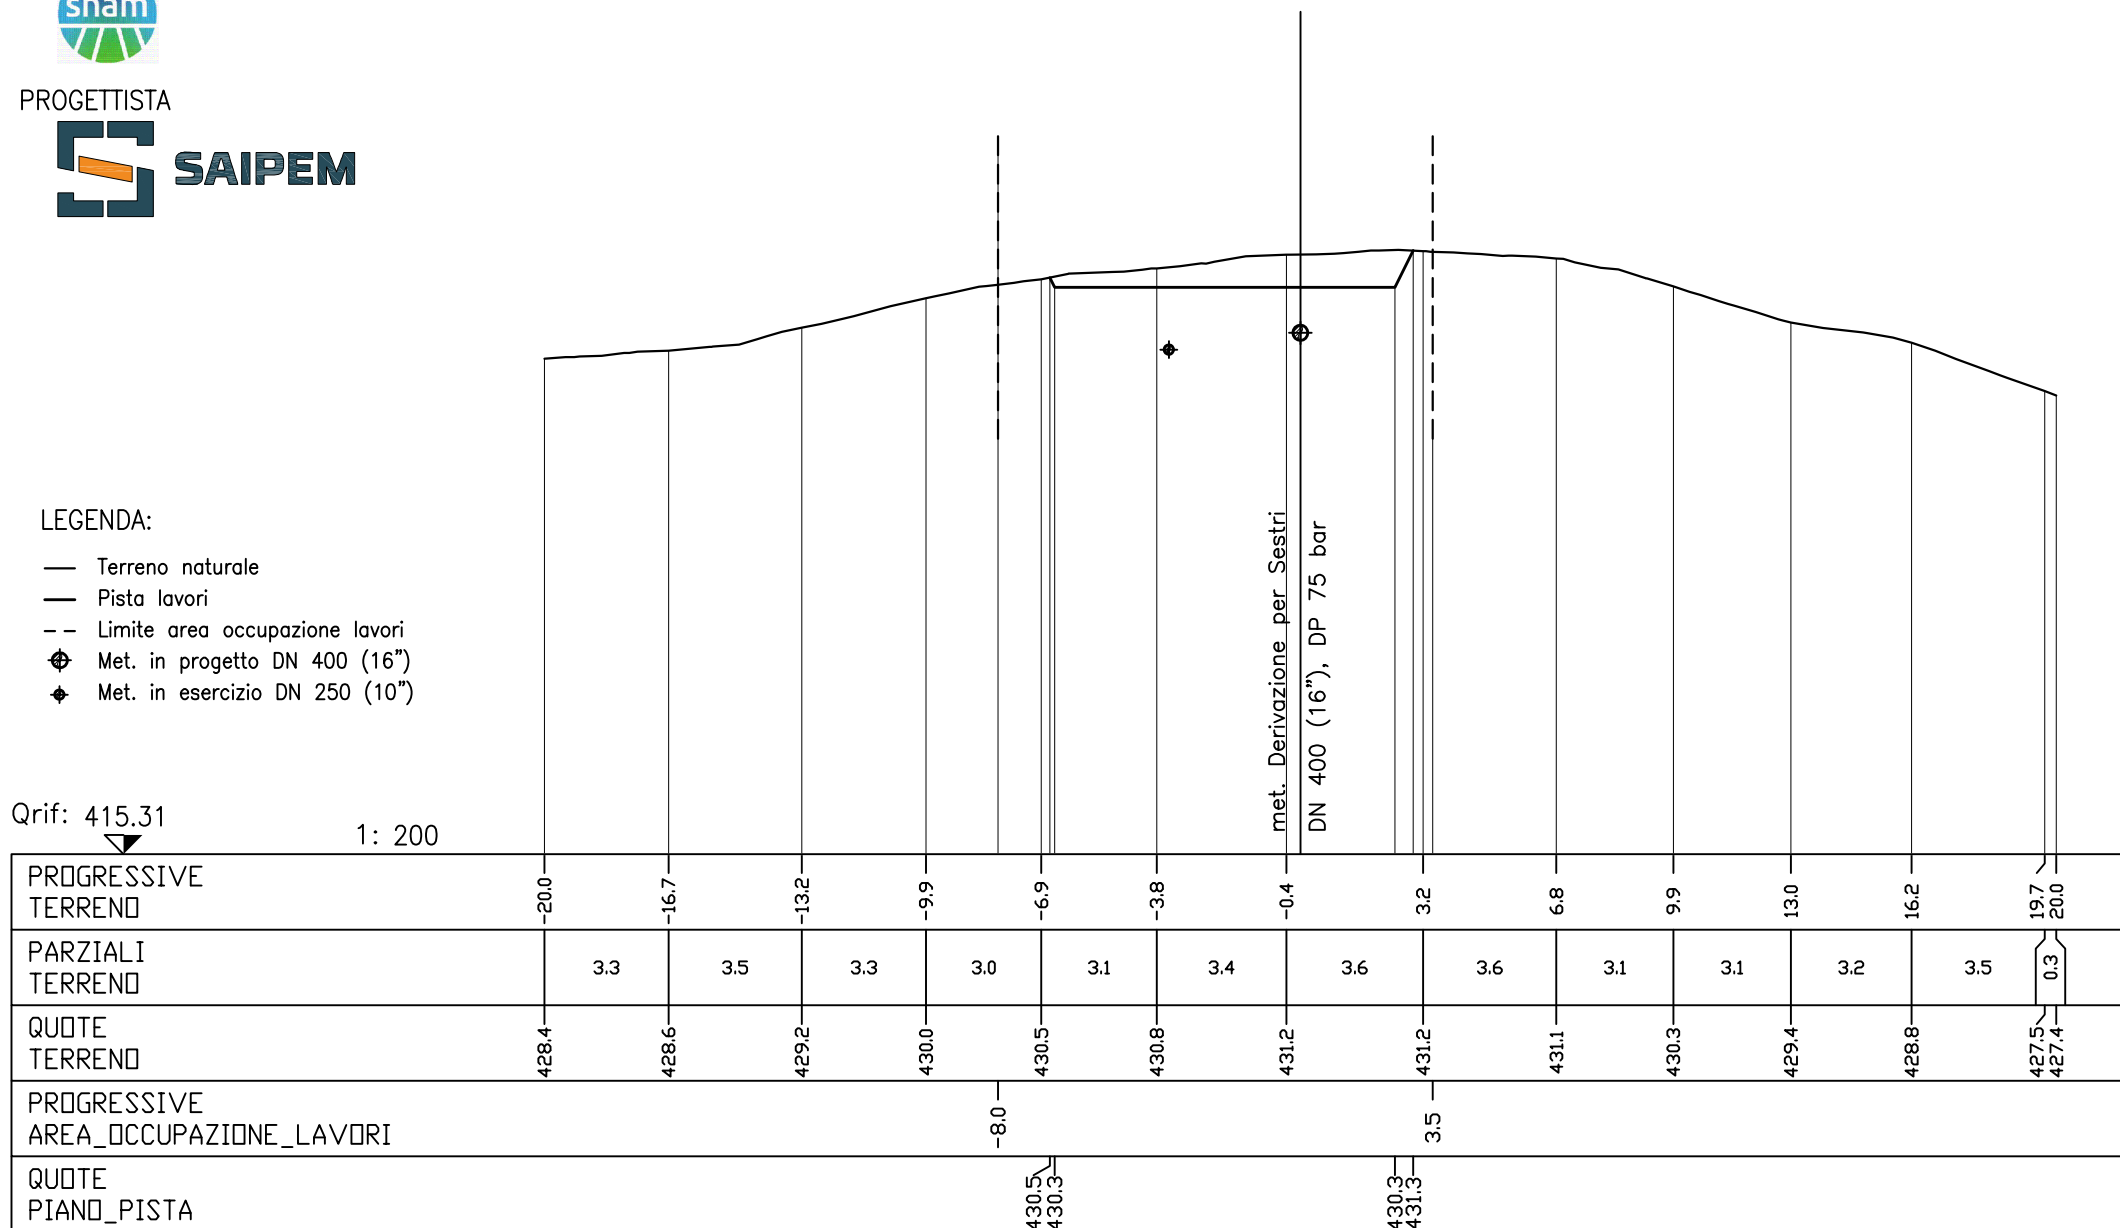 snam
PROGETTISTA
SAIPEM
LEGENDA:
Terreno naturale
Pista lavori
Limite area occupazione lavori
Met. in progetto DN 400 (16")
Met. in esercizio DN 250 (10")
met. Derivazione per Sestri
DN 400 (16"), DP 75 bar
Qrif: 415.31
1: 200
PROGRESSIVE
TERRENO
-20.0 -16.7 -13.2 -9.9 -6.9 -3.8 -0.4 3.2 6.8 9.9 13.0 16.2 19.7 20.0
PARZIALI
TERRENO
3.3 3.5 3.3 3.0 3.1 3.4 3.6 3.6 3.1 3.1 3.2 3.5 0.3
QUOTE
TERRENO
428.4 428.6 429.2 430.0 430.5 430.8 431.2 431.2 431.1 430.3 429.4 428.8 427.5 427.4
PROGRESSIVE
AREA_OCCUPAZIONE_LAVORI
-8.0 3.5
QUOTE
PIANO_PISTA
430.5 430.3 430.3 431.3